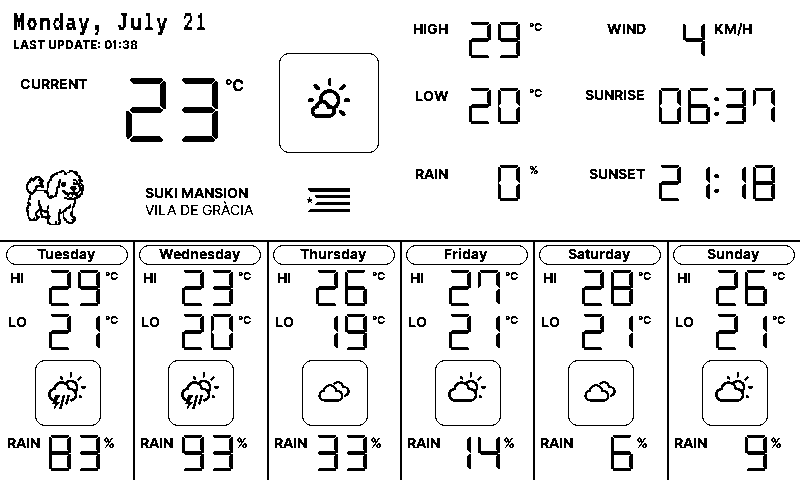 Monday, July 21
LAST UPDATE: 01:38
CURRENT 23 °C
SUKI MANSION
VILA DE GRÀCIA
HIGH 29 °C
LOW 20 °C
RAIN 0 %
WIND 4 KM/H
SUNRISE 06:37
SUNSET 21:18
Tuesday
HI 29 °C
LO 21 °C
RAIN 83 %
Wednesday
HI 23 °C
LO 20 °C
RAIN 93 %
Thursday
HI 26 °C
LO 19 °C
RAIN 33 %
Friday
HI 27 °C
LO 21 °C
RAIN 14 %
Saturday
HI 28 °C
LO 21 °C
RAIN 6 %
Sunday
HI 26 °C
LO 21 °C
RAIN 9 %